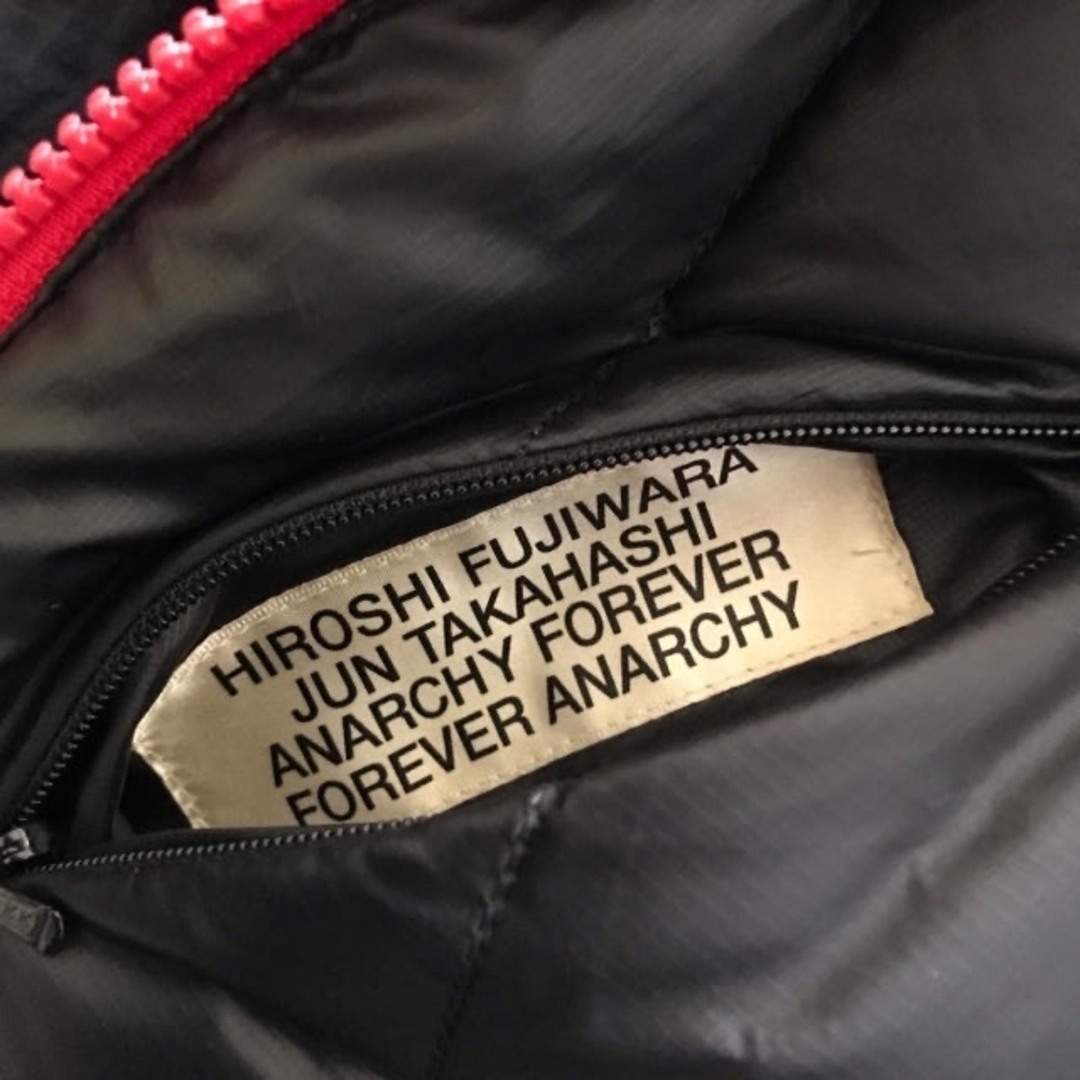 HIROSHI FUJIWARA
JUN TAKAHASHI
ANARCHY FOREVER
FOREVER ANARCHY